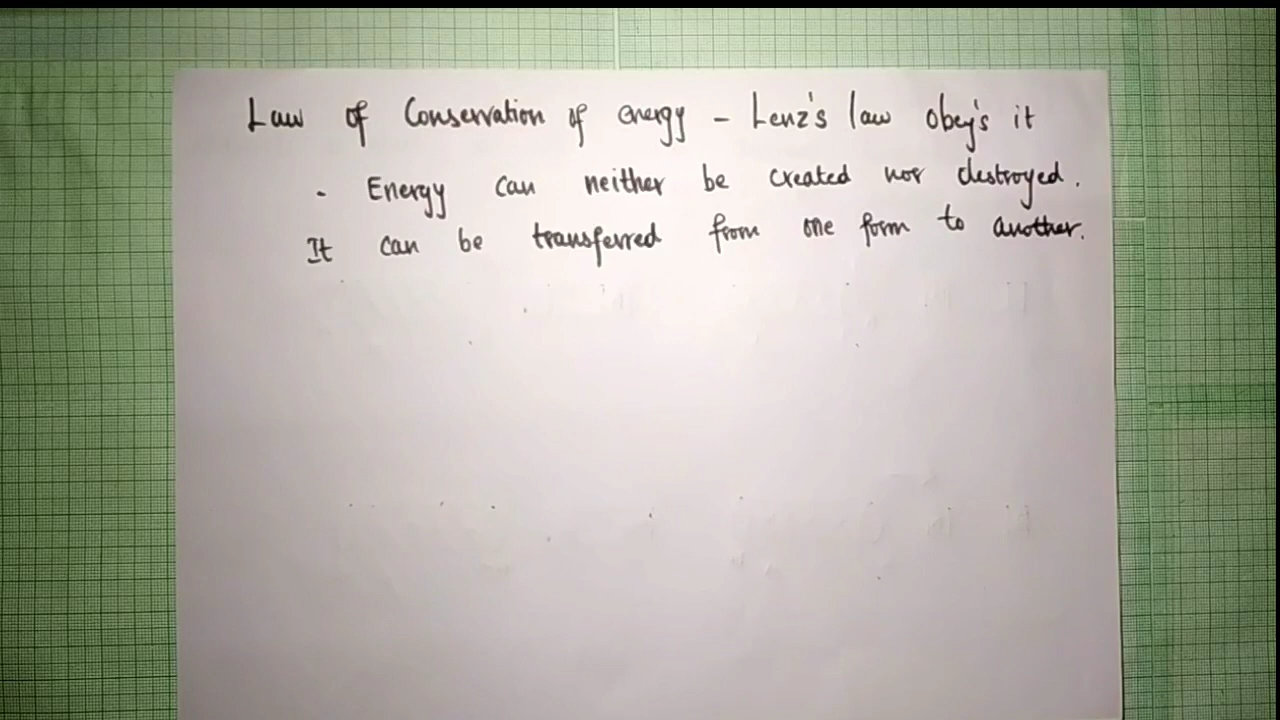 Law of Conservation of energy - Lenz's law obey's it
- Energy can neither be created nor destroyed.
It can be transferred from one form to another.